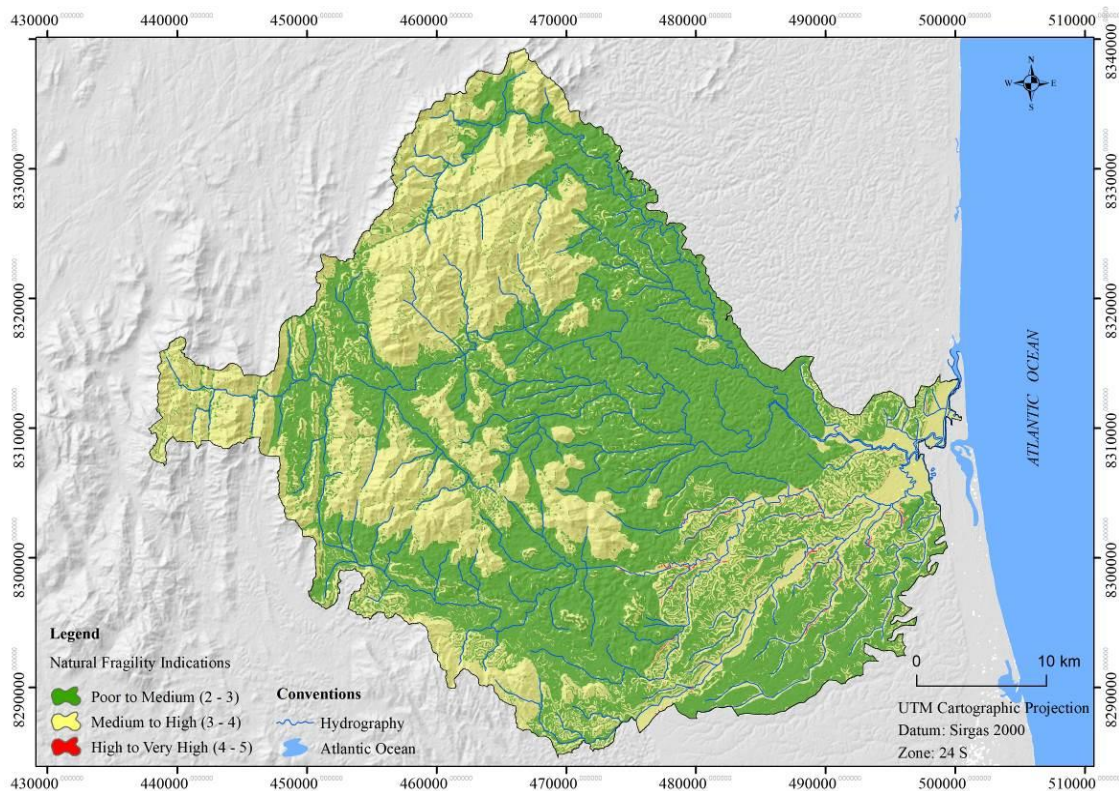 430000 440000 450000 460000 470000 480000 490000 500000 510000
8340000 8340000
N
W E
S
8330000 8330000
8320000 8320000
ATLANTIC OCEAN
8310000 8310000
8300000 8300000
Legend
Natural Fragility Indications
Poor to Medium (2 - 3)
Medium to High (3 - 4)
High to Very High (4 - 5)
Conventions
Hydrography
Atlantic Ocean
0 10 km
8290000 8290000
UTM Cartographic Projection
Datum: Sirgas 2000
Zone: 24 S
430000 440000 450000 460000 470000 480000 490000 500000 510000